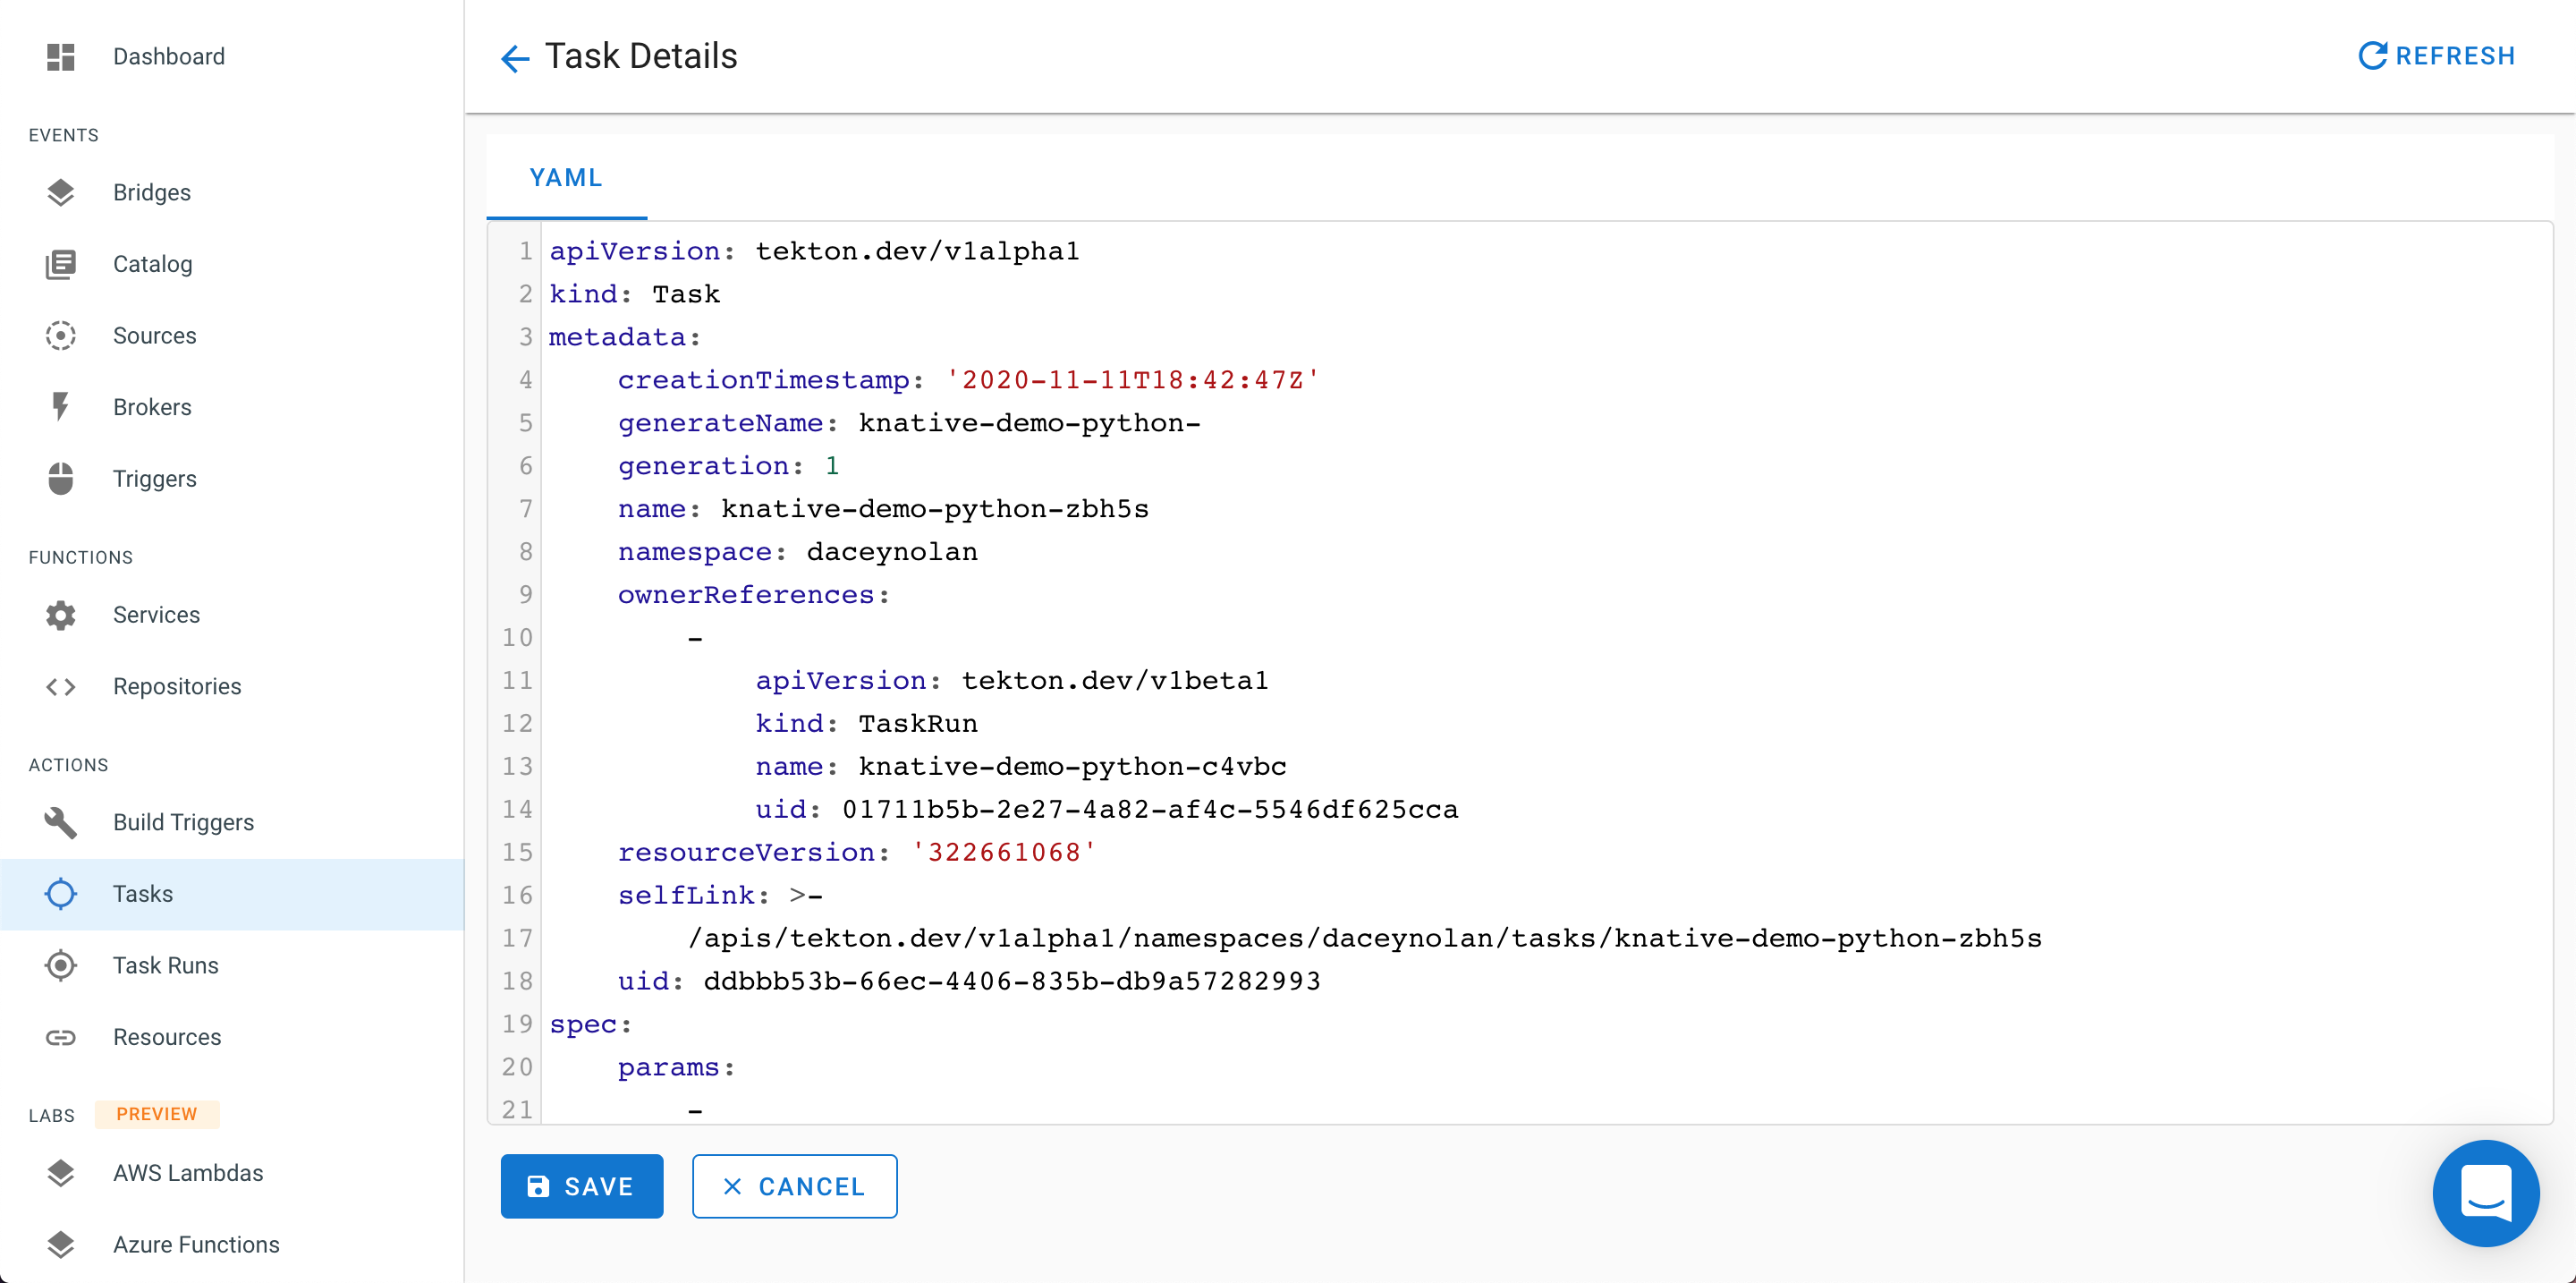 Dashboard
EVENTS
Bridges
Catalog
Sources
Brokers
Triggers
FUNCTIONS
Services
Repositories
ACTIONS
Build Triggers
Tasks
Task Runs
Resources
LABS PREVIEW
AWS Lambdas
Azure Functions
Task Details
REFRESH
YAML
1 apiVersion: tekton.dev/v1alpha1
2 kind: Task
3 metadata:
4 creationTimestamp: '2020-11-11T18:42:47Z'
5 generateName: knative-demo-python-
6 generation: 1
7 name: knative-demo-python-zbh5s
8 namespace: daceynolan
9 ownerReferences:
10 -
11 apiVersion: tekton.dev/v1beta1
12 kind: TaskRun
13 name: knative-demo-python-c4vbc
14 uid: 01711b5b-2e27-4a82-af4c-5546df625cca
15 resourceVersion: '322661068'
16 selfLink: >-
17 /apis/tekton.dev/v1alpha1/namespaces/daceynolan/tasks/knative-demo-python-zbh5s
18 uid: ddbbb53b-66ec-4406-835b-db9a57282993
19 spec:
20 params:
21 -
SAVE
CANCEL